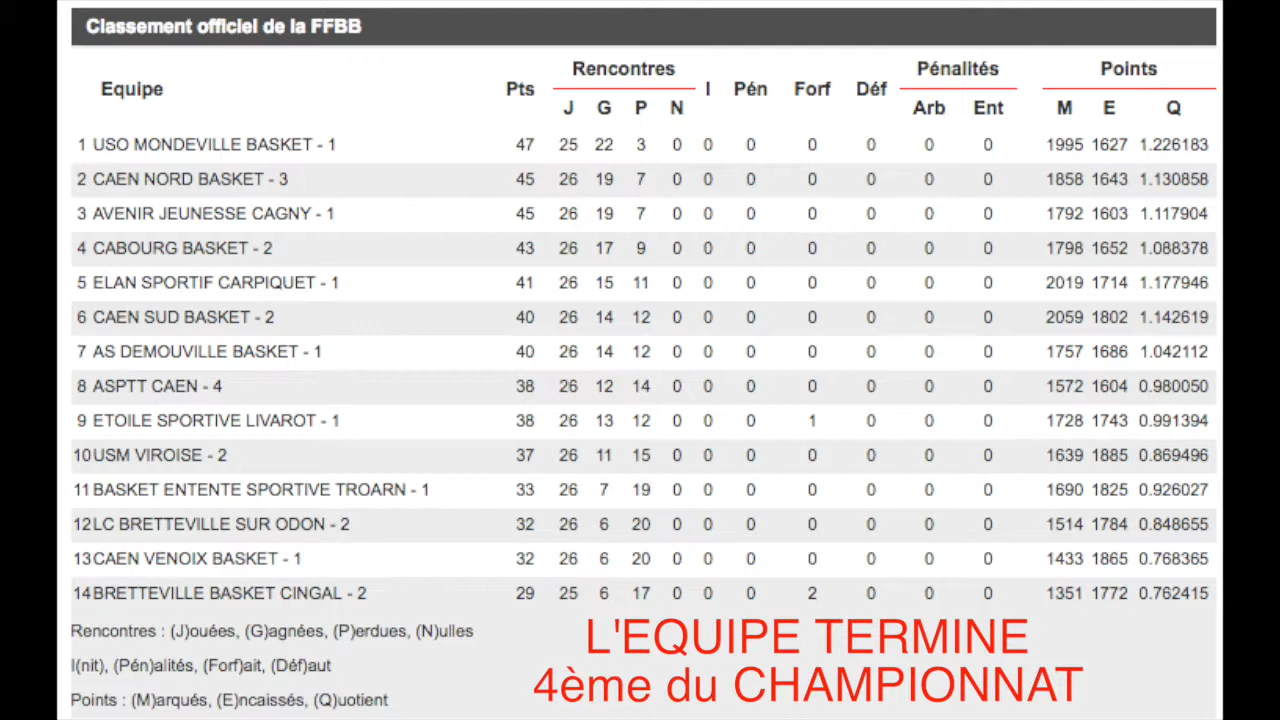 Classement officiel de la FFBB
Rencontres Pénalités Points
Equipe Pts I Pén Forf Déf
J G P N Arb Ent M E Q
1 USO MONDEVILLE BASKET - 1 47 25 22 3 0 0 0 0 0 0 0 1995 1627 1.226183
2 CAEN NORD BASKET - 3 45 26 19 7 0 0 0 0 0 0 0 1858 1643 1.130858
3 AVENIR JEUNESSE CAGNY - 1 45 26 19 7 0 0 0 0 0 0 0 1792 1603 1.117904
4 CABOURG BASKET - 2 43 26 17 9 0 0 0 0 0 0 0 1798 1652 1.088378
5 ELAN SPORTIF CARPIQUET - 1 41 26 15 11 0 0 0 0 0 0 0 2019 1714 1.177946
6 CAEN SUD BASKET - 2 40 26 14 12 0 0 0 0 0 0 0 2059 1802 1.142619
7 AS DEMOUVILLE BASKET - 1 40 26 14 12 0 0 0 0 0 0 0 1757 1686 1.042112
8 ASPTT CAEN - 4 38 26 12 14 0 0 0 0 0 0 0 1572 1604 0.980050
9 ETOILE SPORTIVE LIVAROT - 1 38 26 13 12 0 0 0 1 0 0 0 1728 1743 0.991394
10 USM VIROISE - 2 37 26 11 15 0 0 0 0 0 0 0 1639 1885 0.869496
11 BASKET ENTENTE SPORTIVE TROARN - 1 33 26 7 19 0 0 0 0 0 0 0 1690 1825 0.926027
12 LC BRETTEVILLE SUR ODON - 2 32 26 6 20 0 0 0 0 0 0 0 1514 1784 0.848655
13 CAEN VENOIX BASKET - 1 32 26 6 20 0 0 0 0 0 0 0 1433 1865 0.768365
14 BRETTEVILLE BASKET CINGAL - 2 29 25 6 17 0 0 0 2 0 0 0 1351 1772 0.762415
Rencontres : (J)ouées, (G)agnées, (P)erdues, (N)ulles
I(nit), (Pén)alités, (Forf)ait, (Déf)aut
Points : (M)arqués, (E)ncaissés, (Q)uotient
L'EQUIPE TERMINE
4ème du CHAMPIONNAT